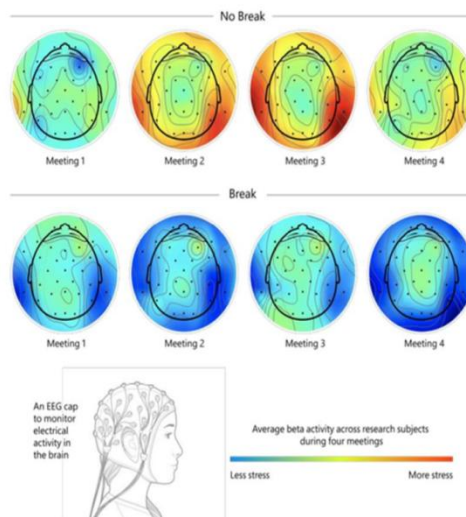 No Break
Meeting 1 Meeting 2 Meeting 3 Meeting 4
Break
Meeting 1 Meeting 2 Meeting 3 Meeting 4
An EEG cap
to monitor
electrical
activity in
the brain
Average beta activity across research subjects
during four meetings
Less stress More stress